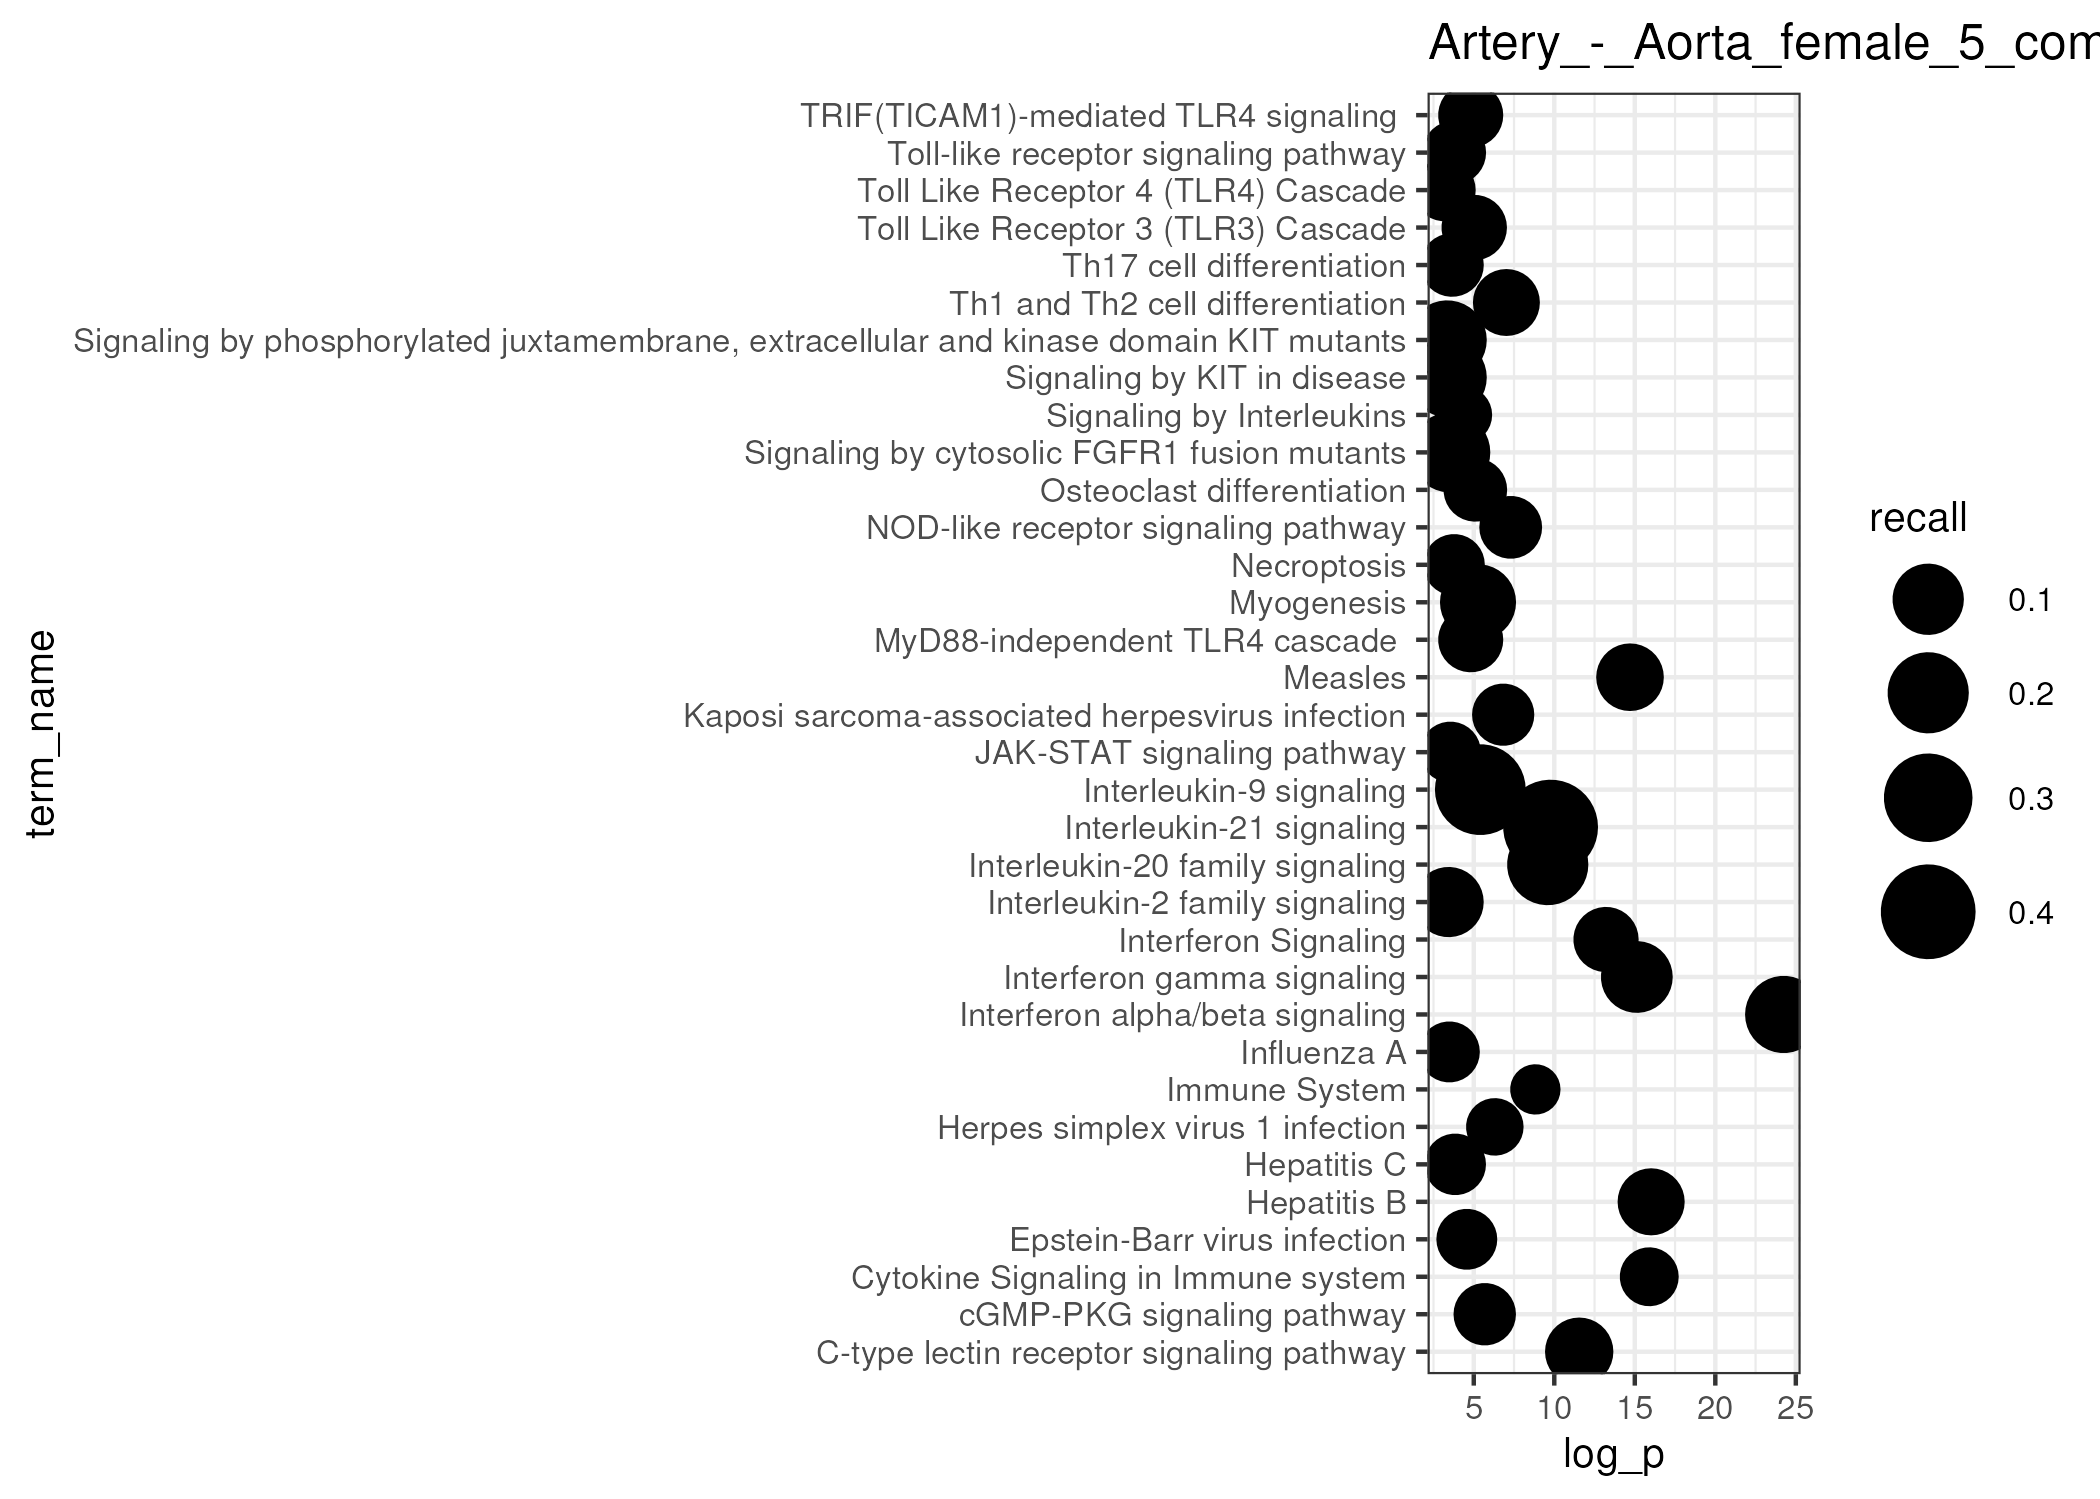 Artery_-_Aorta_female_5_com
TRIF(TICAM1)-mediated TLR4 signaling
Toll-like receptor signaling pathway
Toll Like Receptor 4 (TLR4) Cascade
Toll Like Receptor 3 (TLR3) Cascade
Th17 cell differentiation
Th1 and Th2 cell differentiation
Signaling by phosphorylated juxtamembrane, extracellular and kinase domain KIT mutants
Signaling by KIT in disease
Signaling by Interleukins
Signaling by cytosolic FGFR1 fusion mutants
Osteoclast differentiation
NOD-like receptor signaling pathway
Necroptosis
Myogenesis
MyD88-independent TLR4 cascade
Measles
Kaposi sarcoma-associated herpesvirus infection
JAK-STAT signaling pathway
Interleukin-9 signaling
Interleukin-21 signaling
Interleukin-20 family signaling
Interleukin-2 family signaling
Interferon Signaling
Interferon gamma signaling
Interferon alpha/beta signaling
Influenza A
Immune System
Herpes simplex virus 1 infection
Hepatitis C
Hepatitis B
Epstein-Barr virus infection
Cytokine Signaling in Immune system
cGMP-PKG signaling pathway
C-type lectin receptor signaling pathway
term_name
5 10 15 20 25
log_p
recall
0.1
0.2
0.3
0.4